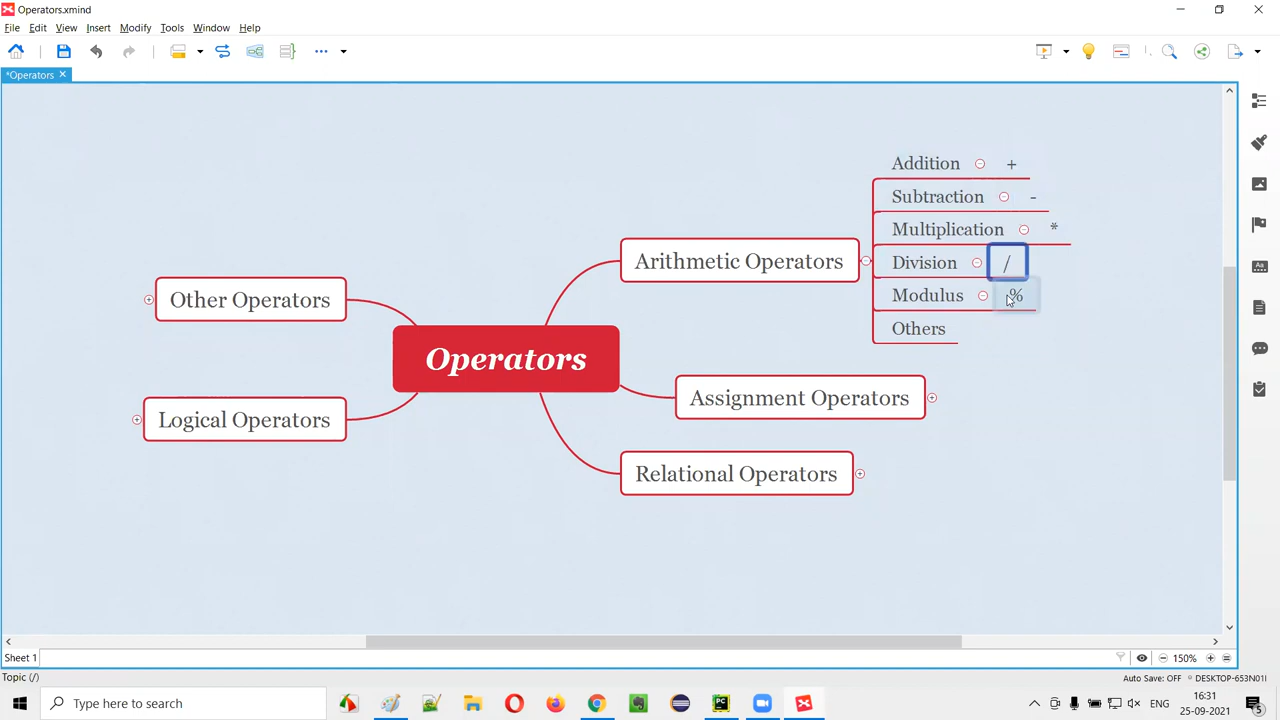 Operators.xmind
File Edit View Insert Modify Tools Window Help
*Operators
Addition +
Subtraction -
Multiplication *
Division /
Modulus %
Others
Arithmetic Operators
Other Operators
Operators
Assignment Operators
Logical Operators
Relational Operators
Sheet 1
150%
Topic (/)
Auto Save: OFF DESKTOP-653N01I
Type here to search
ENG
16:31
25-09-2021
5